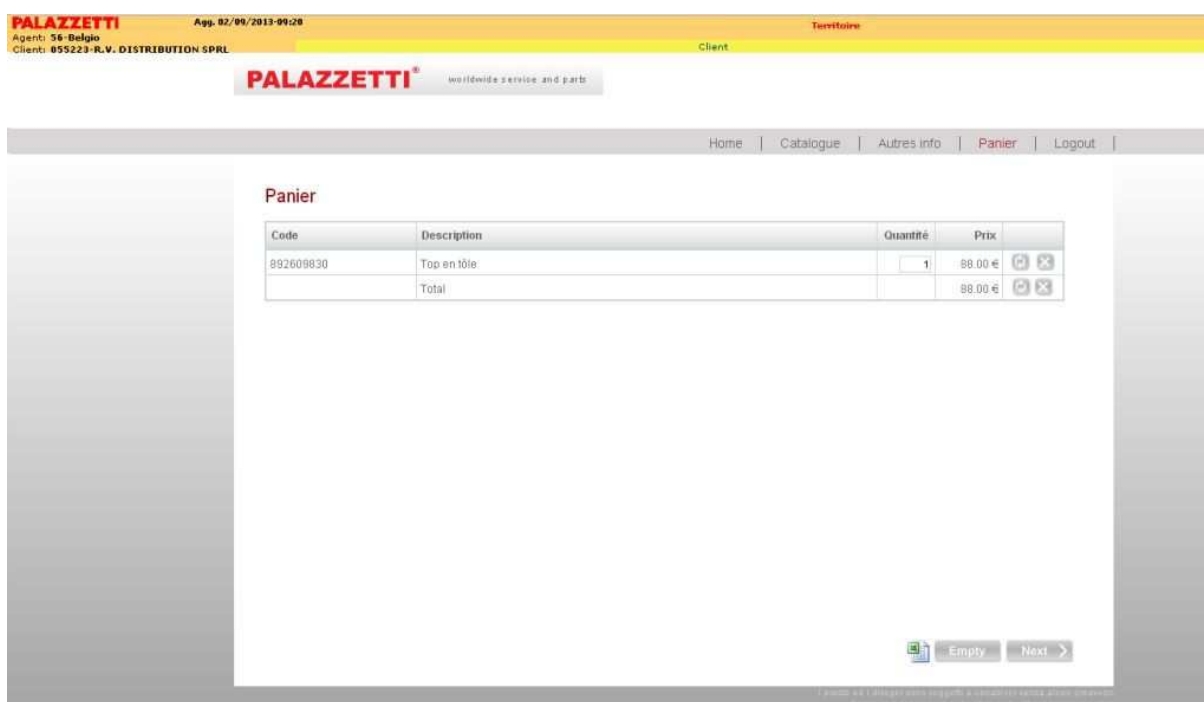 PALAZZETTI Agg. 02/09/2013-09:20 Territoire
Agent: 56-Belgio
Client: 055223-R.V. DISTRIBUTION SPRL Client
PALAZZETTI® worldwide service and parts
Home | Catalogue | Autres info | Panier | Logout |
Panier
Code Description Quantité Prix
892609830 Top en tôle 1 88.00 €
Total 88.00 €
Empty Next